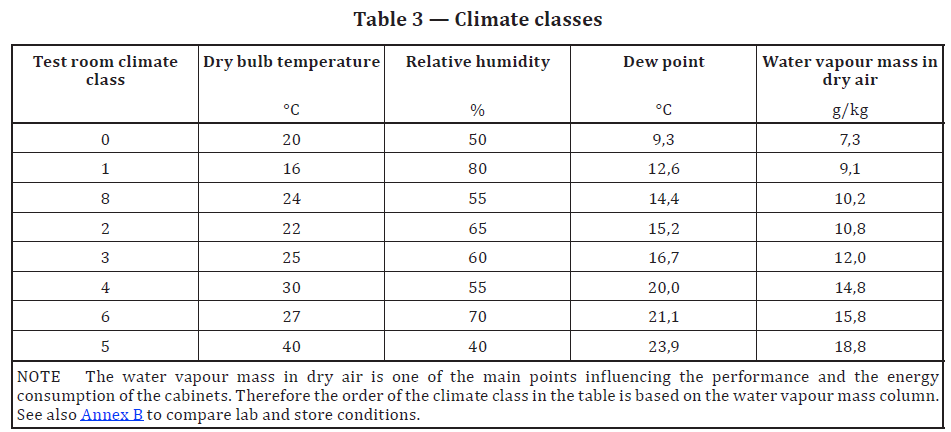 Table 3 — Climate classes
Test room climate class Dry bulb temperature Relative humidity Dew point Water vapour mass in dry air
°C % °C g/kg
0 20 50 9,3 7,3
1 16 80 12,6 9,1
8 24 55 14,4 10,2
2 22 65 15,2 10,8
3 25 60 16,7 12,0
4 30 55 20,0 14,8
6 27 70 21,1 15,8
5 40 40 23,9 18,8
NOTE The water vapour mass in dry air is one of the main points influencing the performance and the energy
consumption of the cabinets. Therefore the order of the climate class in the table is based on the water vapour mass column.
See also Annex B to compare lab and store conditions.